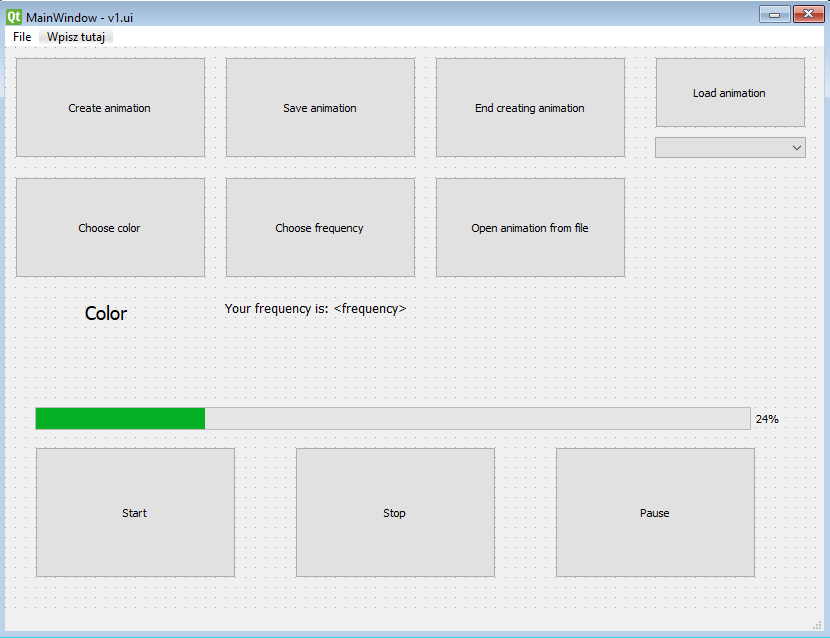 Qt MainWindow - v1.ui
File Wpisz tutaj
Create animation
Save animation
End creating animation
Load animation
Choose color
Choose frequency
Open animation from file
Color
Your frequency is: <frequency>
24%
Start
Stop
Pause